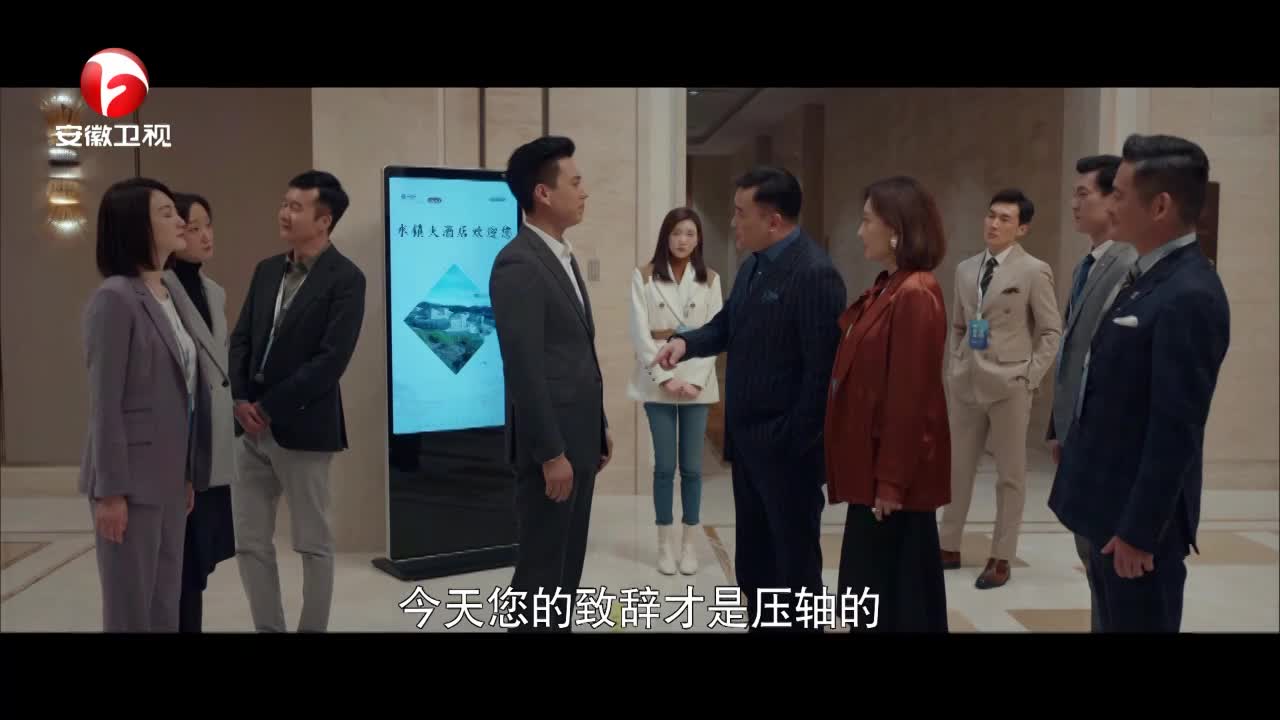 安徽卫视
水镇大酒店欢迎您
今天您的致辞才是压轴的